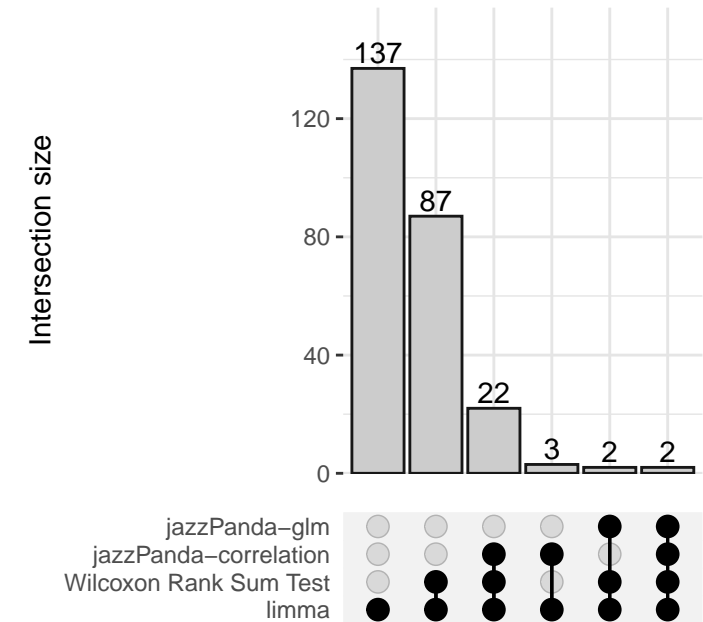 137
120
87
80
Intersection size
40
22
3
2
2
0
jazzPanda−glm
jazzPanda−correlation
Wilcoxon Rank Sum Test
limma